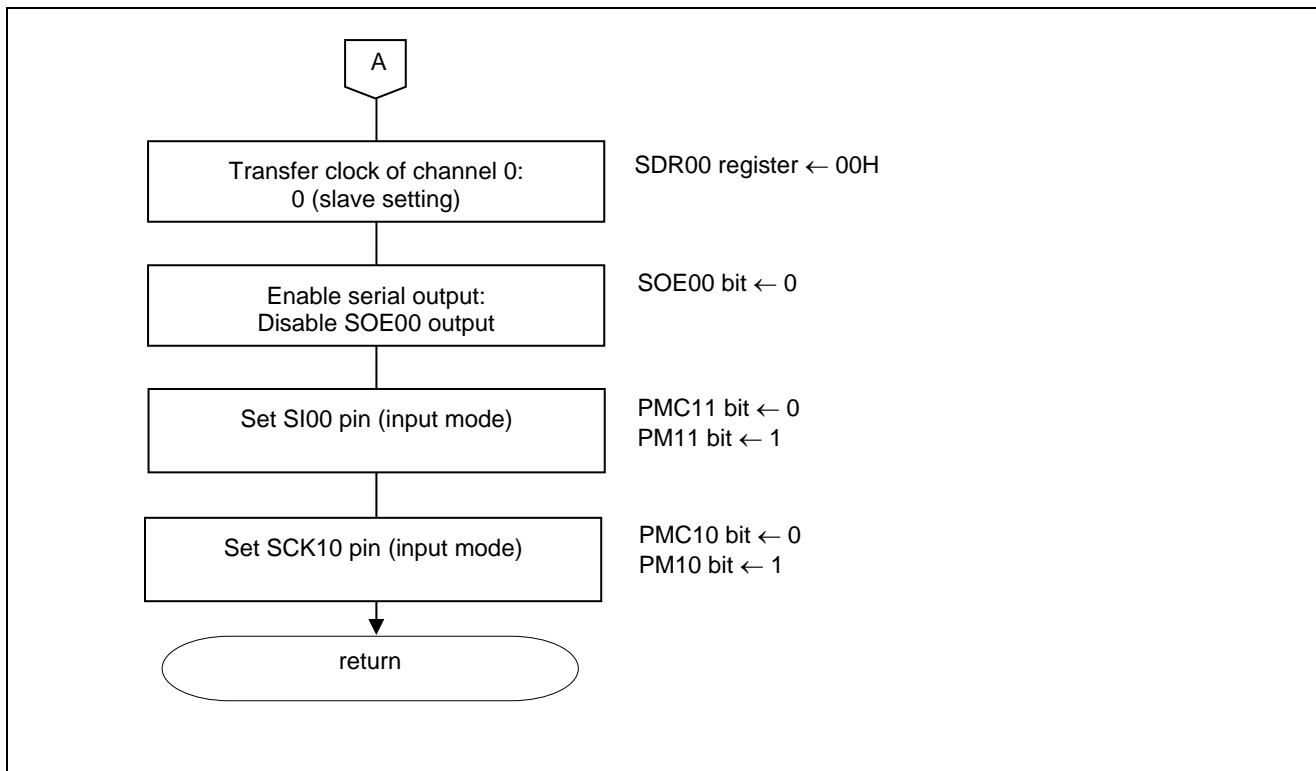 A
Transfer clock of channel 0:
0 (slave setting)
SDR00 register ← 00H
Enable serial output:
Disable SOE00 output
SOE00 bit ← 0
Set SI00 pin (input mode)
PMC11 bit ← 0
PM11 bit ← 1
Set SCK10 pin (input mode)
PMC10 bit ← 0
PM10 bit ← 1
return